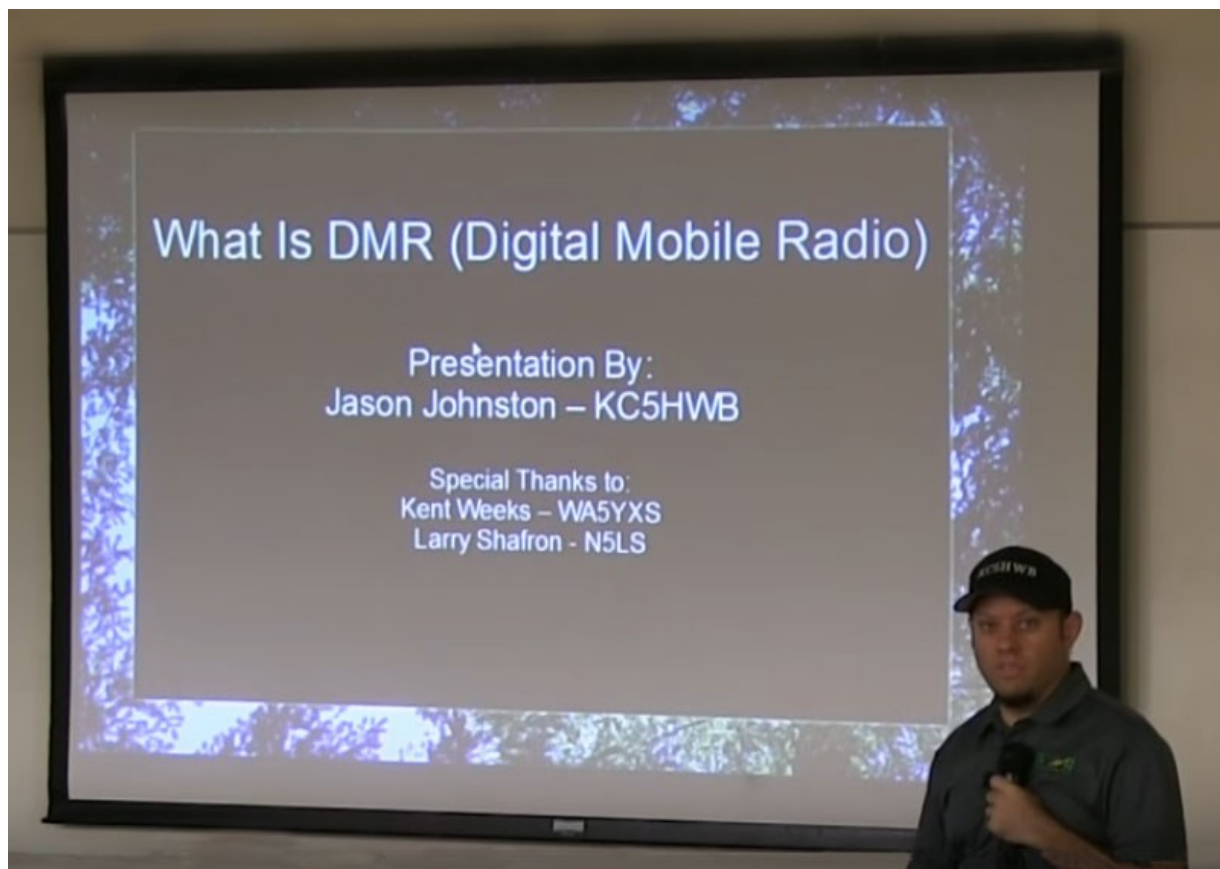 What Is DMR (Digital Mobile Radio)
Presentation By:
Jason Johnston – KC5HWB
Special Thanks to:
Kent Weeks – WA5YXS
Larry Shafron - N5LS
KC5HWB